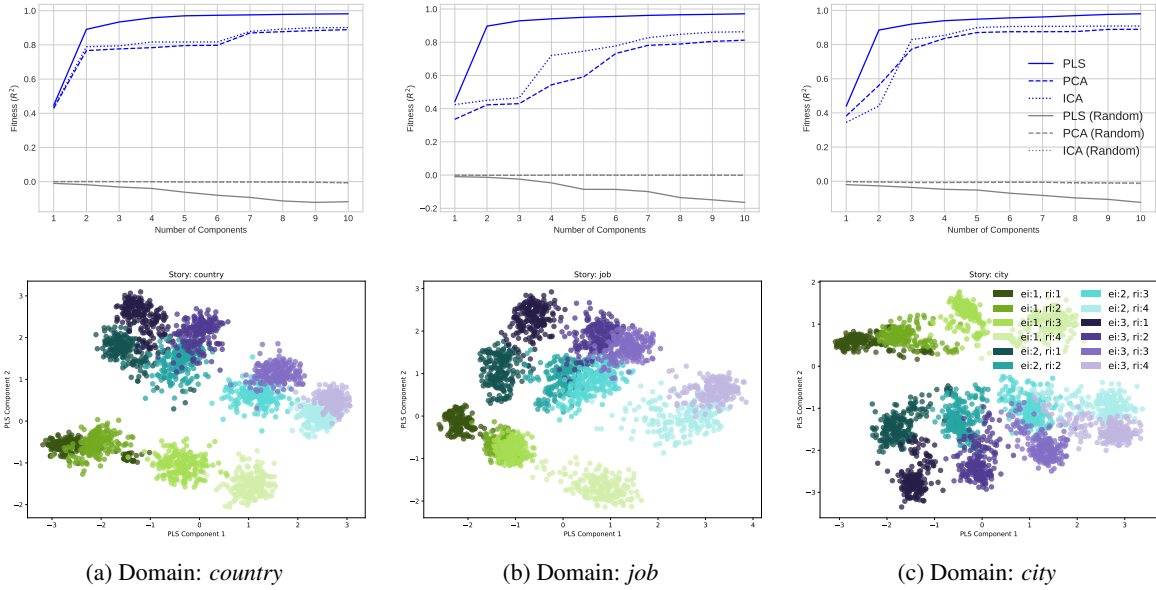 1.0
0.8
0.6
0.4
0.2
0.0
Fitness (R²)
1 2 3 4 5 6 7 8 9 10
Number of Components
1.0
0.8
0.6
0.4
0.2
0.0
−0.2
Fitness (R²)
1 2 3 4 5 6 7 8 9 10
Number of Components
1.0
0.8
0.6
0.4
0.2
0.0
Fitness (R²)
1 2 3 4 5 6 7 8 9 10
Number of Components
PLS
PCA
ICA
PLS (Random)
PCA (Random)
ICA (Random)
Story: country
3
2
1
0
−1
−2
PLS Component 2
−3 −2 −1 0 1 2 3
PLS Component 1
Story: job
3
2
1
0
−1
−2
PLS Component 2
−3 −2 −1 0 1 2 3 4
PLS Component 1
Story: city
2
1
0
−1
−2
−3
PLS Component 2
−3 −2 −1 0 1 2 3
PLS Component 1
ei:1, ri:1
ei:1, ri:2
ei:1, ri:3
ei:1, ri:4
ei:2, ri:1
ei:2, ri:2
ei:2, ri:3
ei:2, ri:4
ei:3, ri:1
ei:3, ri:2
ei:3, ri:3
ei:3, ri:4
(a) Domain: country
(b) Domain: job
(c) Domain: city